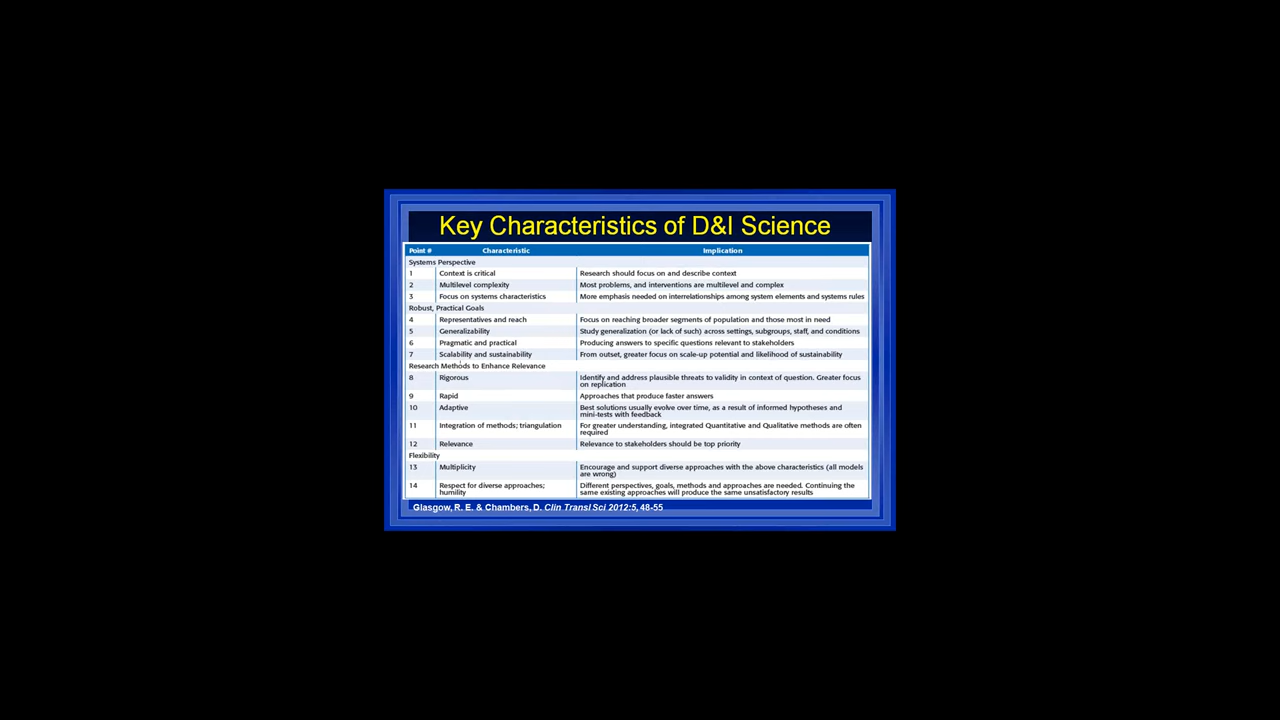 Key Characteristics of D&I Science
Point # Characteristic Implication
Systems Perspective
1 Context is critical Research should focus on and describe context
2 Multilevel complexity Most problems, and interventions are multilevel and complex
3 Focus on systems characteristics More emphasis needed on interrelationships among system elements and systems rules
Robust, Practical Goals
4 Representatives and reach Focus on reaching broader segments of population and those most in need
5 Generalizability Study generalization (or lack of such) across settings, subgroups, staff, and conditions
6 Pragmatic and practical Producing answers to specific questions relevant to stakeholders
7 Scalability and sustainability From outset, greater focus on scale-up potential and likelihood of sustainability
Research Methods to Enhance Relevance
8 Rigorous Identify and address plausible threats to validity in context of question. Greater focus
on replication
9 Rapid Approaches that produce faster answers
10 Adaptive Best solutions usually evolve over time, as a result of informed hypotheses and
mini-tests with feedback
11 Integration of methods; triangulation For greater understanding, integrated Quantitative and Qualitative methods are often
required
12 Relevance Relevance to stakeholders should be top priority
Flexibility
13 Multiplicity Encourage and support diverse approaches with the above characteristics (all models
are wrong)
14 Respect for diverse approaches; Different perspectives, goals, methods and approaches are needed. Continuing the
humility same existing approaches will produce the same unsatisfactory results
Glasgow, R. E. & Chambers, D. Clin Transl Sci 2012:5, 48-55